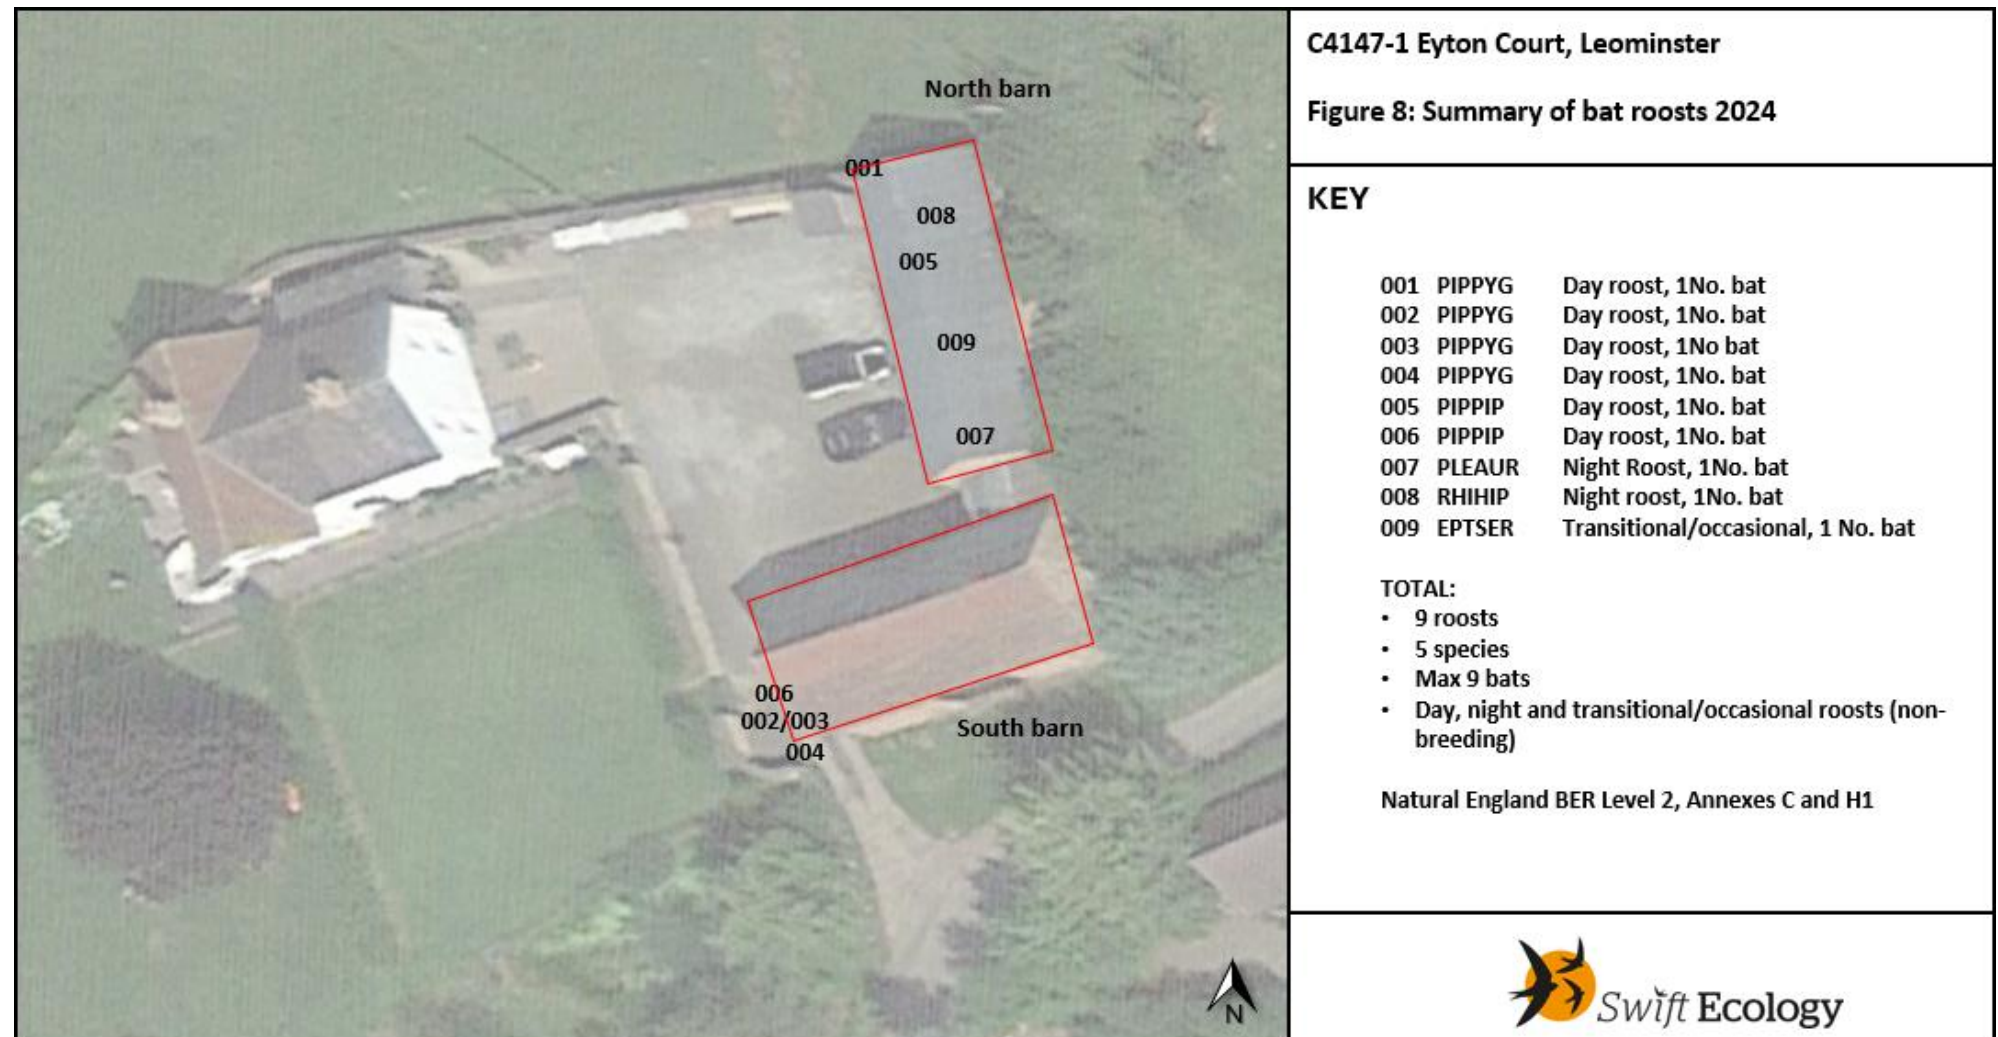 North barn
001
008
005
009
007
006
002/003
004
South barn
N
C4147-1 Eyton Court, Leominster
Figure 8: Summary of bat roosts 2024
KEY
001 PIPPYG Day roost, 1No. bat
002 PIPPYG Day roost, 1No. bat
003 PIPPYG Day roost, 1No bat
004 PIPPYG Day roost, 1No. bat
005 PIPPIP Day roost, 1No. bat
006 PIPPIP Day roost, 1No. bat
007 PLEAUR Night Roost, 1No. bat
008 RHIHIP Night roost, 1No. bat
009 EPTSER Transitional/occasional, 1 No. bat
TOTAL:
• 9 roosts
• 5 species
• Max 9 bats
• Day, night and transitional/occasional roosts (non-
breeding)
Natural England BER Level 2, Annexes C and H1
Swift Ecology